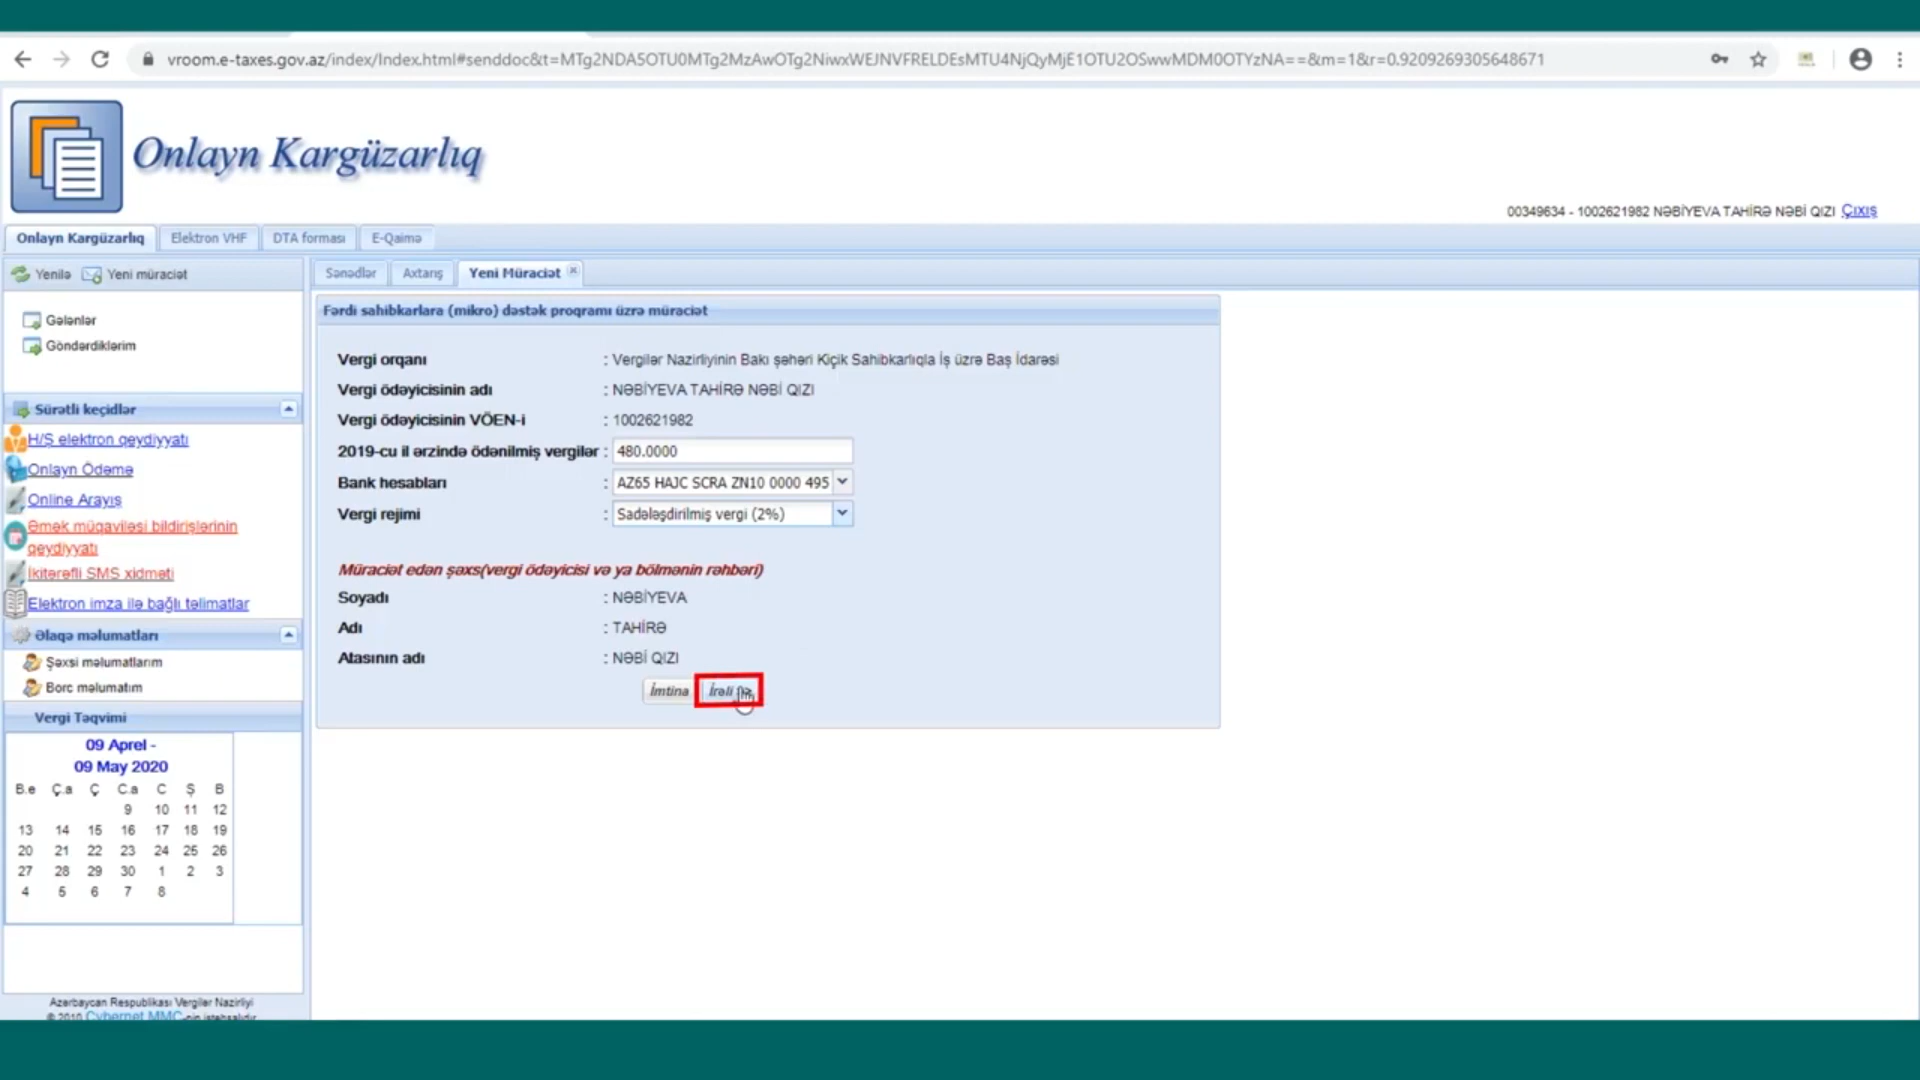 vroom.e-taxes.gov.az/index/Index.html#senddoc&t=MTg2NDA5OTU0MTg2MzAwOTg2NiwxWEJNVFRELDEsMTU4NjQyMjE1OTU2OSwwMDM0OTYzNA==&m=1&r=0.9209269305648671
Onlayn Kargüzarlıq
00349634 - 1002621982 NƏBİYEVA TAHİRƏ NƏBİ QIZI ÇIXIŞ
Onlayn Kargüzarlıq Elektron VHF DTA forması E-Qaimə
Yenilə Yeni müraciət
Sənədlər Axtarış Yeni Müraciət
Gələnlər
Göndərdiklərim
Sürətli keçidlər
H/Ş elektron qeydiyyatı
Onlayn Ödəmə
Online Arayış
Əmək müqaviləsi bildirişlərinin
qeydiyyatı
İkitərəfli SMS xidməti
Elektron imza ilə bağlı təlimatlar
Əlaqə məlumatları
Şəxsi məlumatlarım
Borc məlumatım
Vergi Təqvimi
09 Aprel -
09 May 2020
B.e Ç.a Ç C.a C Ş B
9 10 11 12
13 14 15 16 17 18 19
20 21 22 23 24 25 26
27 28 29 30 1 2 3
4 5 6 7 8
Azərbaycan Respublikası Vergilər Nazirliyi
© 2010 Cybernet MMC-nin istehsalıdır
Fərdi sahibkarlara (mikro) dəstək proqramı üzrə müraciət
Vergi orqanı : Vergilər Nazirliyinin Bakı şəhəri Kiçik Sahibkarlıqla İş üzrə Baş İdarəsi
Vergi ödəyicisinin adı : NƏBİYEVA TAHİRƏ NƏBİ QIZI
Vergi ödəyicisinin VÖEN-i : 1002621982
2019-cu il ərzində ödənilmiş vergilər : 480.0000
Bank hesabları : AZ65 HAJC SCRA ZN10 0000 495
Vergi rejimi : Sadələşdirilmiş vergi (2%)
Müraciət edən şəxs(vergi ödəyicisi və ya bölmənin rəhbəri)
Soyadı : NƏBİYEVA
Adı : TAHİRƏ
Atasının adı : NƏBİ QIZI
İmtina İrəli